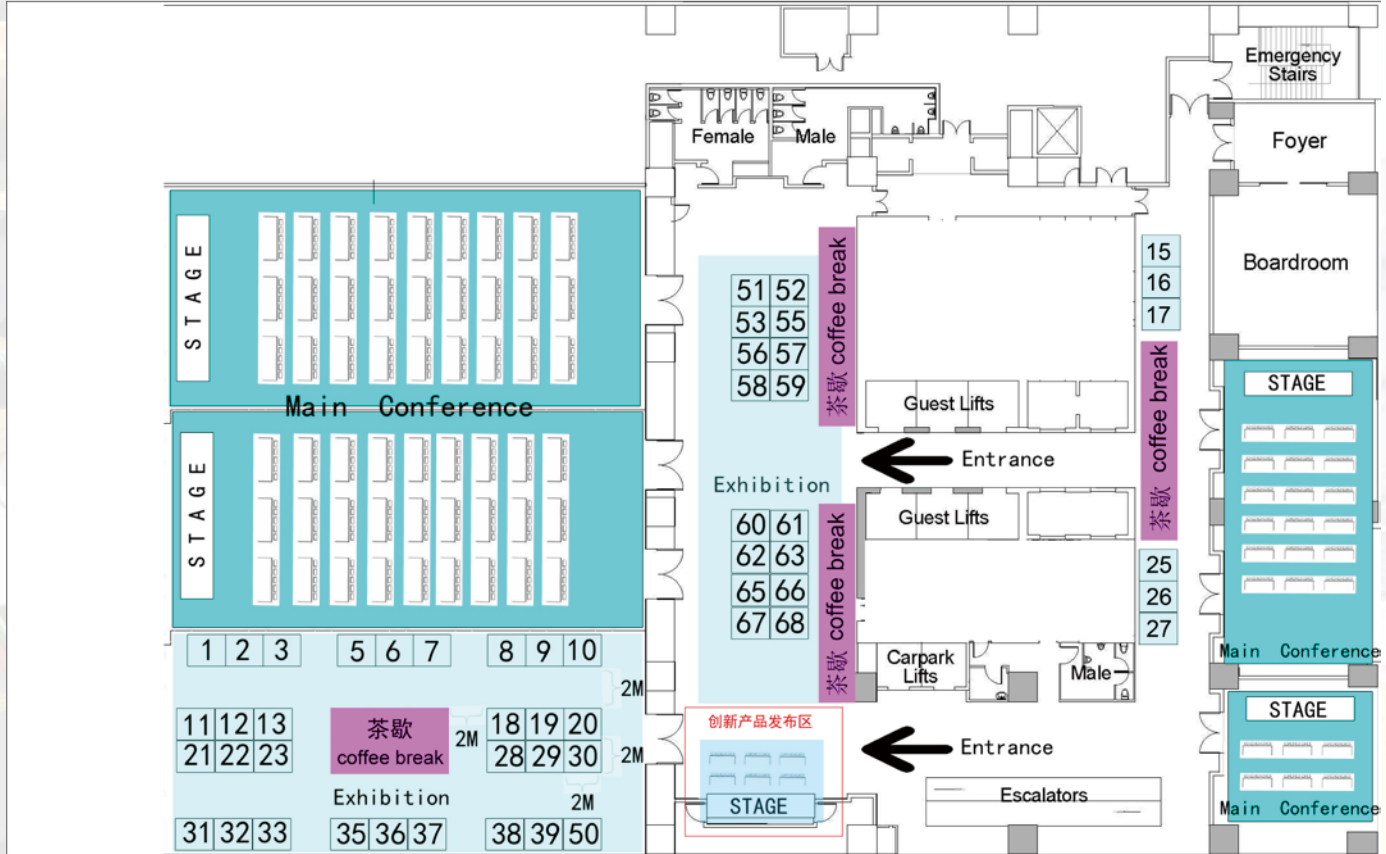 Emergency
Stairs
Female
Male
Foyer
Boardroom
STAGE
Main Conference
STAGE
51 52
53 55
56 57
58 59
茶歇 coffee break
15
16
17
Guest Lifts
Entrance
茶歇 coffee break
STAGE
Exhibition
Guest Lifts
60 61
62 63
65 66
67 68
茶歇 coffee break
25
26
27
Main Conference
Carpark
Lifts
Male
1 2 3
5 6 7
8 9 10
2M
11 12 13
21 22 23
茶歇
coffee break
2M
18 19 20
28 29 30
2M
2M
Exhibition
31 32 33
35 36 37
38 39 50
创新产品发布区
STAGE
Entrance
Escalators
STAGE
Main Conference